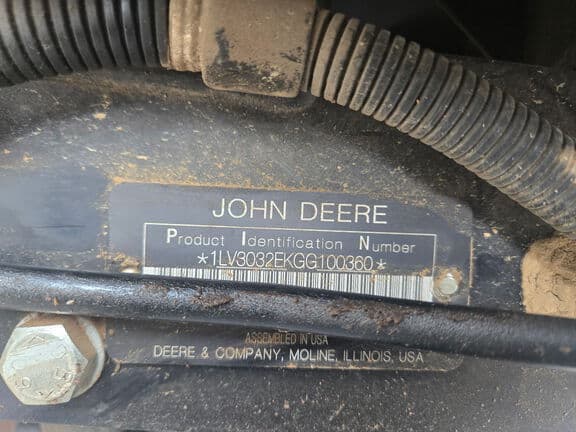 JOHN DEERE
Product Identification Number
*1LV3032EKGG100360*
ASSEMBLED IN USA
DEERE & COMPANY, MOLINE, ILLINOIS, USA